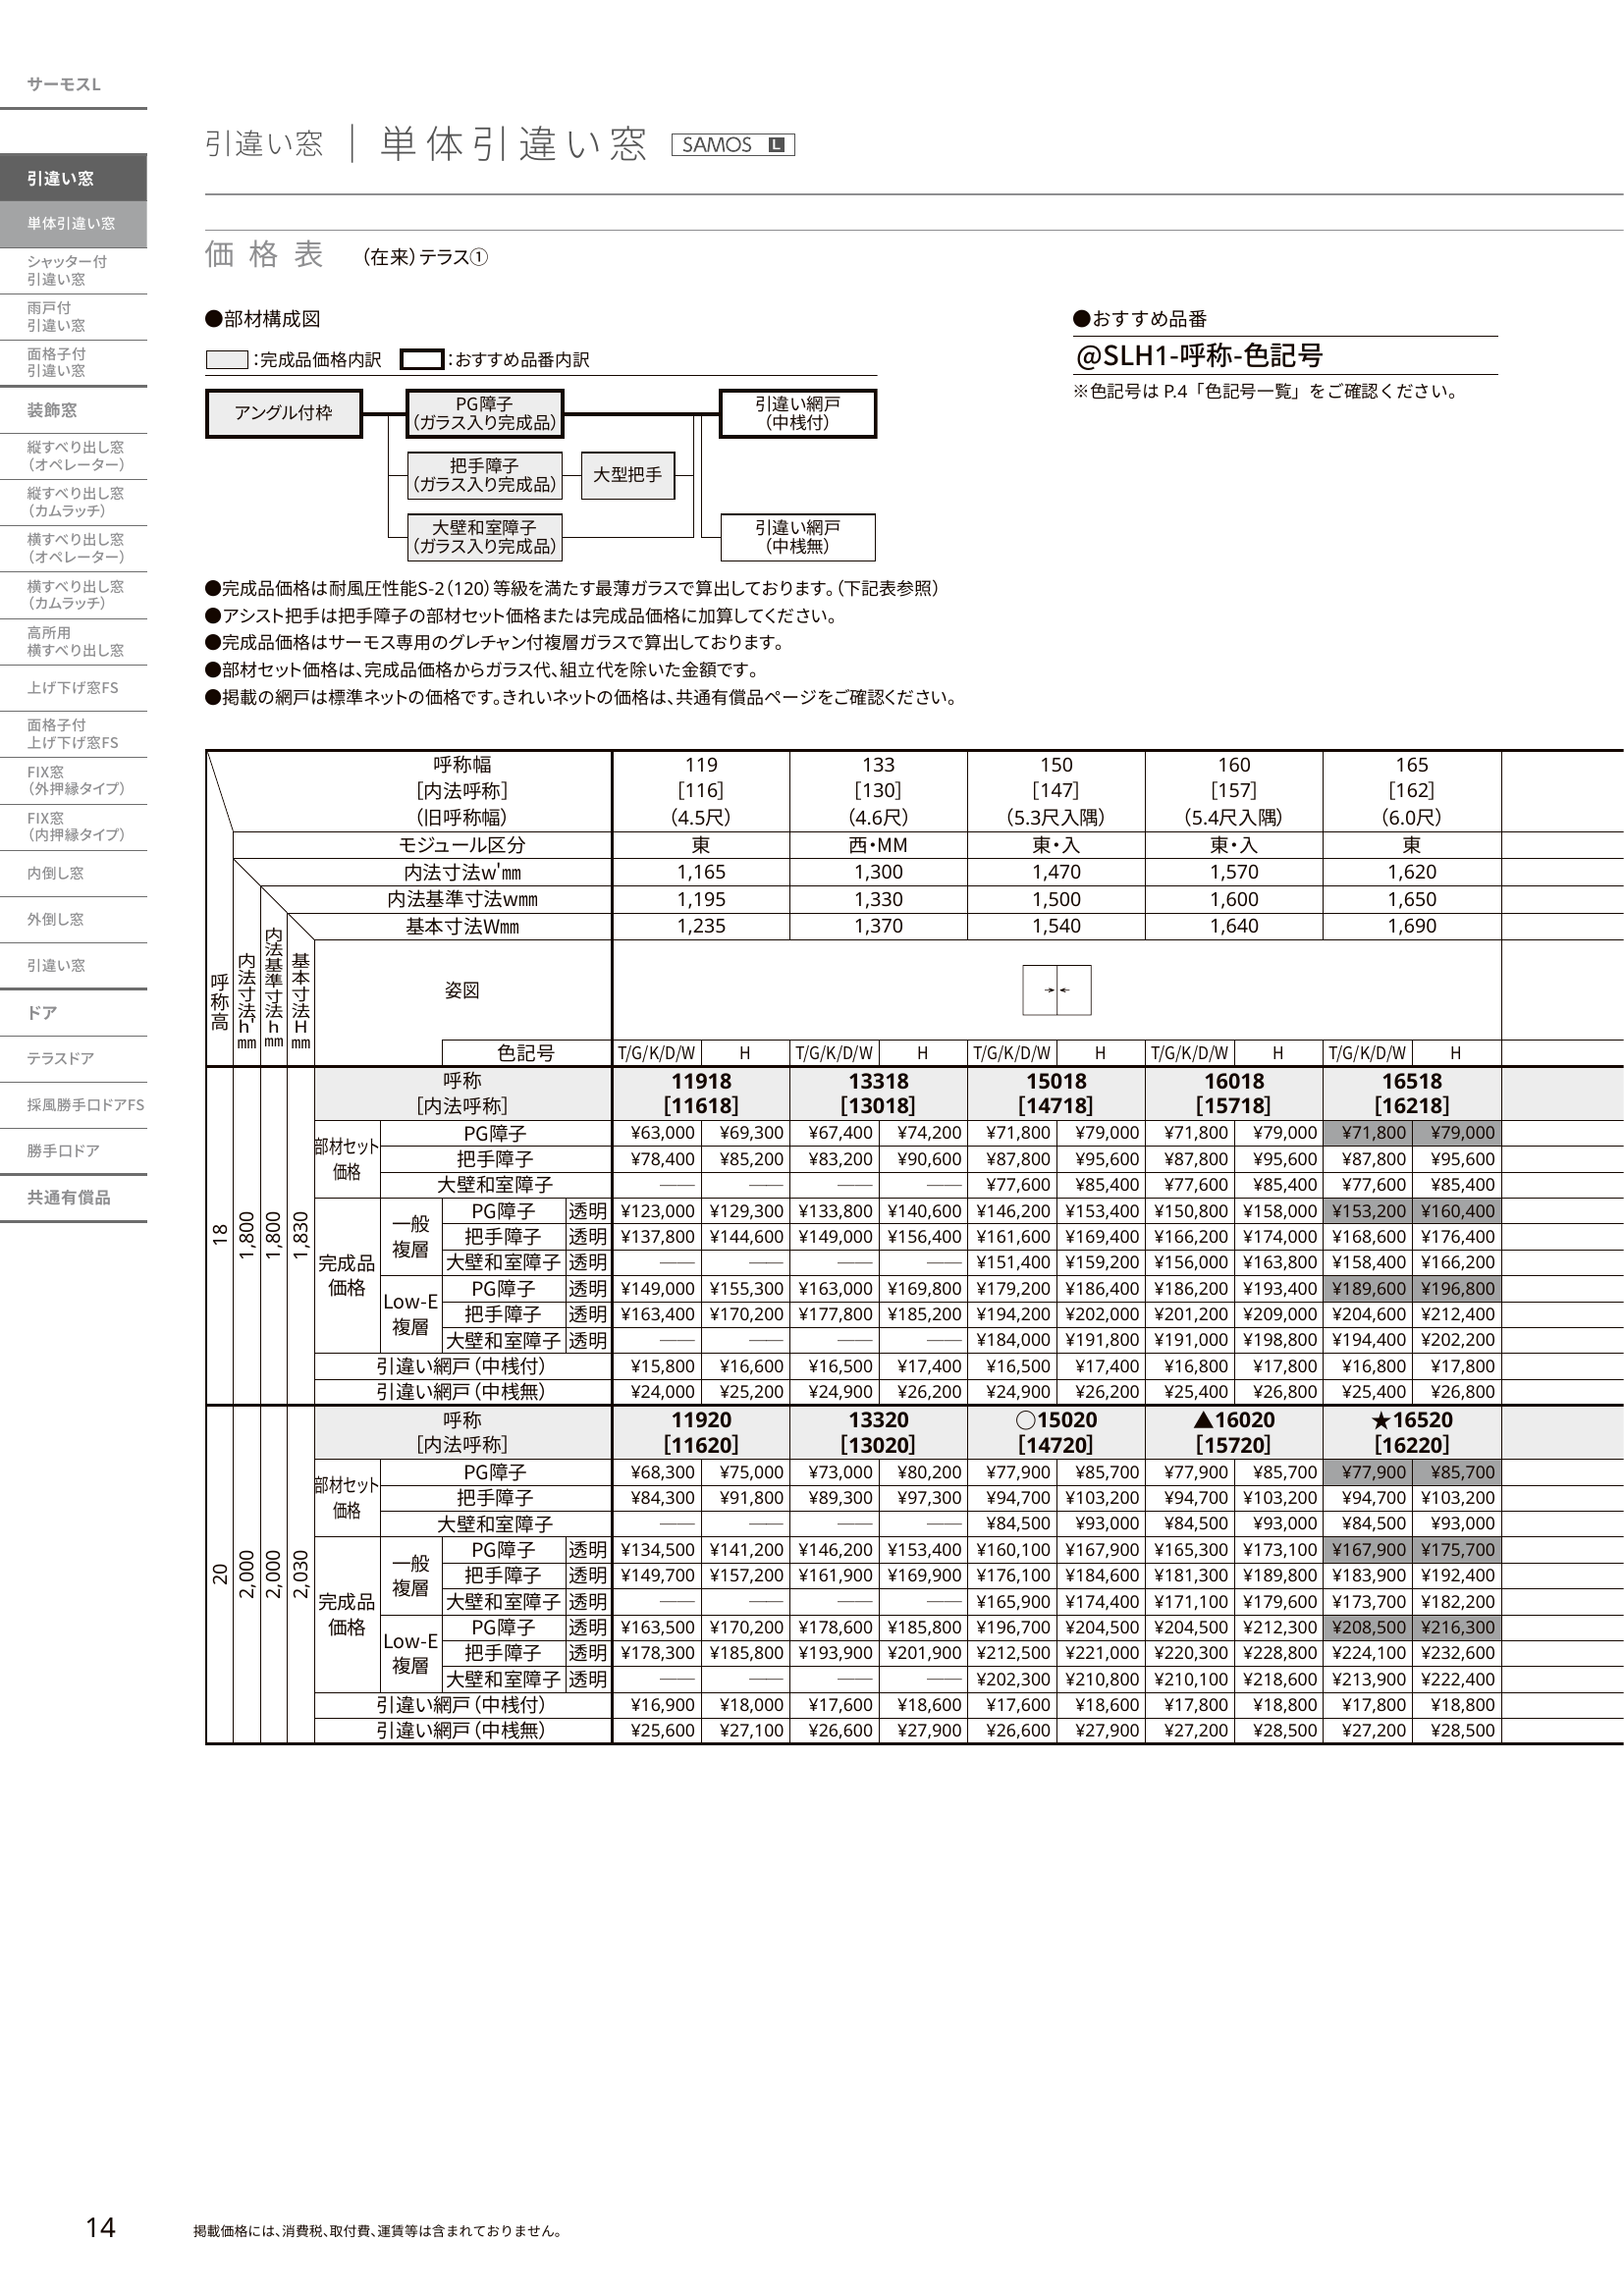 サーモスL
引違い窓
単体引違い窓
シャッター付
引違い窓
雨戸付
引違い窓
面格子付
引違い窓
装飾窓
縦すべり出し窓
（オペレーター）
縦すべり出し窓
（カムラッチ）
横すべり出し窓
（オペレーター）
横すべり出し窓
（カムラッチ）
高所用
横すべり出し窓
上げ下げ窓FS
面格子付
上げ下げ窓FS
FIX窓
（外押縁タイプ）
FIX窓
（内押縁タイプ）
内倒し窓
外倒し窓
引違い窓
ドア
テラスドア
採風勝手口ドアFS
勝手口ドア
共通有償品
引違い窓 | 単体引違い窓 SAMOS L
価格表 （在来）テラス①
●部材構成図
：完成品価格内訳 ：おすすめ品番内訳
アングル付枠
PG障子
（ガラス入り完成品）
引違い網戸
（中桟付）
把手障子
（ガラス入り完成品）
大型把手
大壁和室障子
（ガラス入り完成品）
引違い網戸
（中桟無）
●おすすめ品番
@SLH1-呼称-色記号
※色記号は P.4「色記号一覧」をご確認ください。
●完成品価格は耐風圧性能S-2（120）等級を満たす最薄ガラスで算出しております。（下記表参照）
●アシスト把手は把手障子の部材セット価格または完成品価格に加算してください。
●完成品価格はサーモス専用のグレチャン付複層ガラスで算出しております。
●部材セット価格は、完成品価格からガラス代、組立代を除いた金額です。
●掲載の網戸は標準ネットの価格です。きれいネットの価格は、共通有償品ページをご確認ください。
呼称幅 119 133 150 160 165
［内法呼称］ ［116］ ［130］ ［147］ ［157］ ［162］
（旧呼称幅） （4.5尺） （4.6尺） （5.3尺入隅） （5.4尺入隅） （6.0尺）
モジュール区分 東 西・MM 東・入 東・入 東
内法寸法w'㎜ 1,165 1,300 1,470 1,570 1,620
内法基準寸法w㎜ 1,195 1,330 1,500 1,600 1,650
基本寸法W㎜ 1,235 1,370 1,540 1,640 1,690
呼称高
内法寸法h'㎜
内法基準寸法h㎜
基本寸法H㎜
姿図
色記号 T/G/K/D/W H T/G/K/D/W H T/G/K/D/W H T/G/K/D/W H T/G/K/D/W H
18 1,800 1,800 1,830
呼称 11918 13318 15018 16018 16518
［内法呼称］ ［11618］ ［13018］ ［14718］ ［15718］ ［16218］
部材セット価格
PG障子 ¥63,000 ¥69,300 ¥67,400 ¥74,200 ¥71,800 ¥79,000 ¥71,800 ¥79,000 ¥71,800 ¥79,000
把手障子 ¥78,400 ¥85,200 ¥83,200 ¥90,600 ¥87,800 ¥95,600 ¥87,800 ¥95,600 ¥87,800 ¥95,600
大壁和室障子 —— —— —— —— ¥77,600 ¥85,400 ¥77,600 ¥85,400 ¥77,600 ¥85,400
完成品価格
一般複層
PG障子 透明 ¥123,000 ¥129,300 ¥133,800 ¥140,600 ¥146,200 ¥153,400 ¥150,800 ¥158,000 ¥153,200 ¥160,400
把手障子 透明 ¥137,800 ¥144,600 ¥149,000 ¥156,400 ¥161,600 ¥169,400 ¥166,200 ¥174,000 ¥168,600 ¥176,400
大壁和室障子 透明 —— —— —— —— ¥151,400 ¥159,200 ¥156,000 ¥163,800 ¥158,400 ¥166,200
Low-E複層
PG障子 透明 ¥149,000 ¥155,300 ¥163,000 ¥169,800 ¥179,200 ¥186,400 ¥186,200 ¥193,400 ¥189,600 ¥196,800
把手障子 透明 ¥163,400 ¥170,200 ¥177,800 ¥185,200 ¥194,200 ¥202,000 ¥201,200 ¥209,000 ¥204,600 ¥212,400
大壁和室障子 透明 —— —— —— —— ¥184,000 ¥191,800 ¥191,000 ¥198,800 ¥194,400 ¥202,200
引違い網戸（中桟付） ¥15,800 ¥16,600 ¥16,500 ¥17,400 ¥16,500 ¥17,400 ¥16,800 ¥17,800 ¥16,800 ¥17,800
引違い網戸（中桟無） ¥24,000 ¥25,200 ¥24,900 ¥26,200 ¥24,900 ¥26,200 ¥25,400 ¥26,800 ¥25,400 ¥26,800
20 2,000 2,000 2,030
呼称 11920 13320 ○15020 ▲16020 ★16520
［内法呼称］ ［11620］ ［13020］ ［14720］ ［15720］ ［16220］
部材セット価格
PG障子 ¥68,300 ¥75,000 ¥73,000 ¥80,200 ¥77,900 ¥85,700 ¥77,900 ¥85,700 ¥77,900 ¥85,700
把手障子 ¥84,300 ¥91,800 ¥89,300 ¥97,300 ¥94,700 ¥103,200 ¥94,700 ¥103,200 ¥94,700 ¥103,200
大壁和室障子 —— —— —— —— ¥84,500 ¥93,000 ¥84,500 ¥93,000 ¥84,500 ¥93,000
完成品価格
一般複層
PG障子 透明 ¥134,500 ¥141,200 ¥146,200 ¥153,400 ¥160,100 ¥167,900 ¥165,300 ¥173,100 ¥167,900 ¥175,700
把手障子 透明 ¥149,700 ¥157,200 ¥161,900 ¥169,900 ¥176,100 ¥184,600 ¥181,300 ¥189,800 ¥183,900 ¥192,400
大壁和室障子 透明 —— —— —— —— ¥165,900 ¥174,400 ¥171,100 ¥179,600 ¥173,700 ¥182,200
Low-E複層
PG障子 透明 ¥163,500 ¥170,200 ¥178,600 ¥185,800 ¥196,700 ¥204,500 ¥204,500 ¥212,300 ¥208,500 ¥216,300
把手障子 透明 ¥178,300 ¥185,800 ¥193,900 ¥201,900 ¥212,500 ¥221,000 ¥220,300 ¥228,800 ¥224,100 ¥232,600
大壁和室障子 透明 —— —— —— —— ¥202,300 ¥210,800 ¥210,100 ¥218,600 ¥213,900 ¥222,400
引違い網戸（中桟付） ¥16,900 ¥18,000 ¥17,600 ¥18,600 ¥17,600 ¥18,600 ¥17,800 ¥18,800 ¥17,800 ¥18,800
引違い網戸（中桟無） ¥25,600 ¥27,100 ¥26,600 ¥27,900 ¥26,600 ¥27,900 ¥27,200 ¥28,500 ¥27,200 ¥28,500
14 掲載価格には、消費税、取付費、運賃等は含まれておりません。